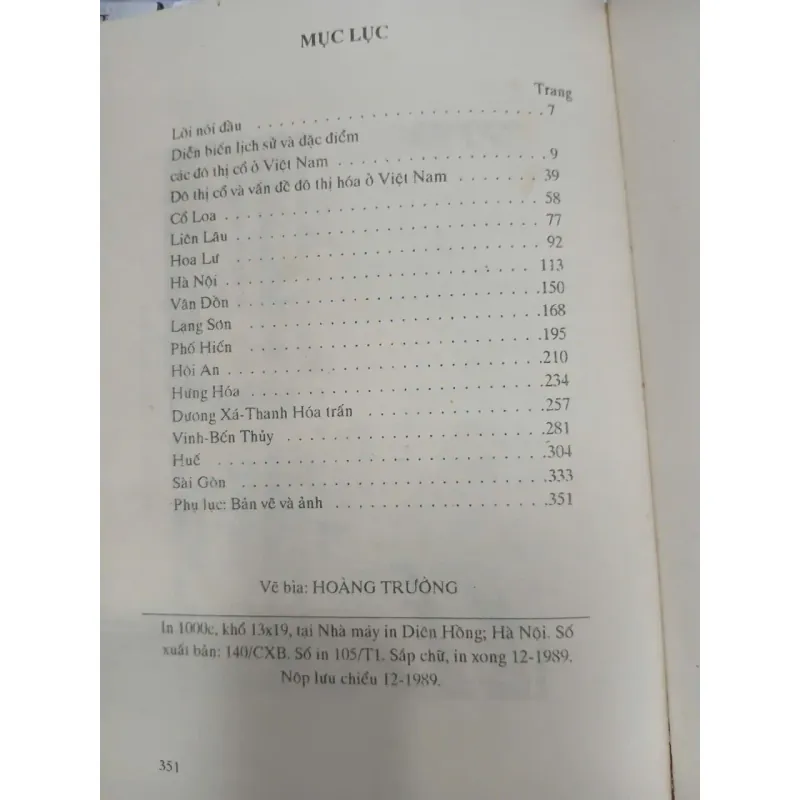 MỤC LỤC
Trang
Lời nói đầu . . . . . . . . . . . . . . . . . . . . 7
Diễn biến lịch sử và đặc điểm
các đô thị cổ ở Việt Nam . . . . . . . . . . . . . . 9
Đô thị cổ và vấn đề đô thị hóa ở Việt Nam . . . . . . . 39
Cổ Loa . . . . . . . . . . . . . . . . . . . . . . 58
Liên Lâu . . . . . . . . . . . . . . . . . . . . . 77
Hoa Lư . . . . . . . . . . . . . . . . . . . . . . 92
Hà Nội . . . . . . . . . . . . . . . . . . . . . . 113
Vân Đồn . . . . . . . . . . . . . . . . . . . . . .150
Lạng Sơn . . . . . . . . . . . . . . . . . . . . .168
Phố Hiến . . . . . . . . . . . . . . . . . . . . .195
Hội An . . . . . . . . . . . . . . . . . . . . . .210
Hưng Hóa . . . . . . . . . . . . . . . . . . . . .234
Dương Xá-Thanh Hóa trấn . . . . . . . . . . . . .257
Vinh-Bến Thủy . . . . . . . . . . . . . . . . . .281
Huế . . . . . . . . . . . . . . . . . . . . . . .304
Sài Gòn . . . . . . . . . . . . . . . . . . . . .333
Phụ lục: Bản vẽ và ảnh . . . . . . . . . . . . . .351
Vẽ bìa: HOÀNG TRƯỜNG
In 1000c, khổ 13x19, tại Nhà máy in Diên Hồng; Hà Nội. Số
xuất bản: 140/CXB. Số in 105/T1. Sắp chữ, in xong 12-1989.
Nộp lưu chiểu 12-1989.
351